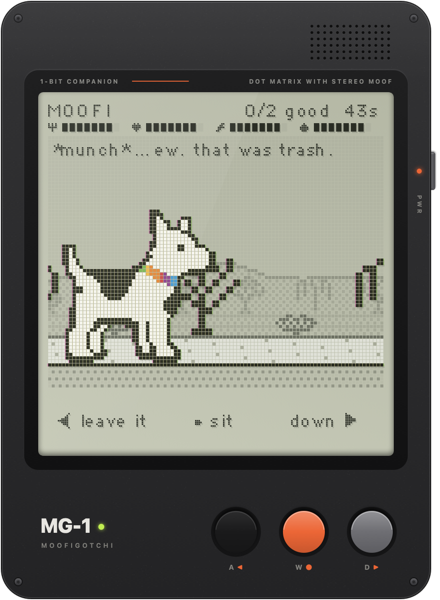 1-BIT COMPANION
DOT MATRIX WITH STEREO MOOF
MOOFI 0/2 good 43s
*munch*... ew. that was trash.
PWR
leave it sit down
MG-1
MOOFIGOTCHI
A W D